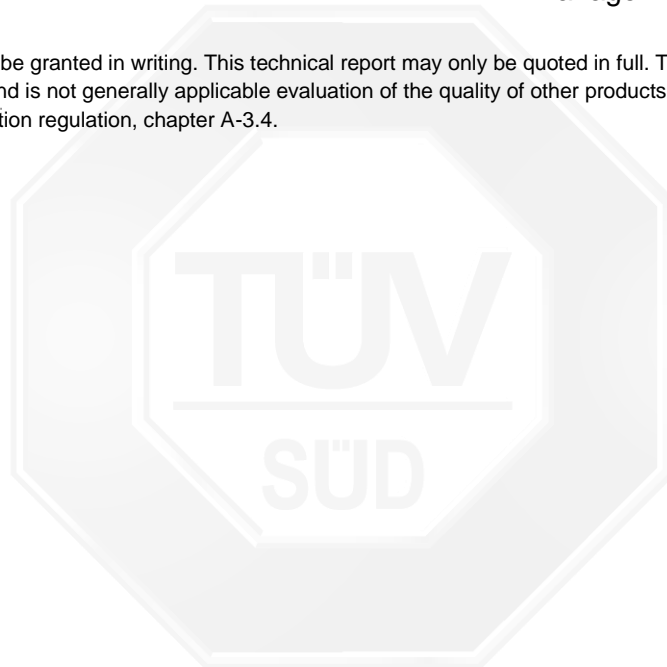 be granted in writing. This technical report may only be quoted in full. T
nd is not generally applicable evaluation of the quality of other products
tion regulation, chapter A-3.4.
TÜV
SÜD